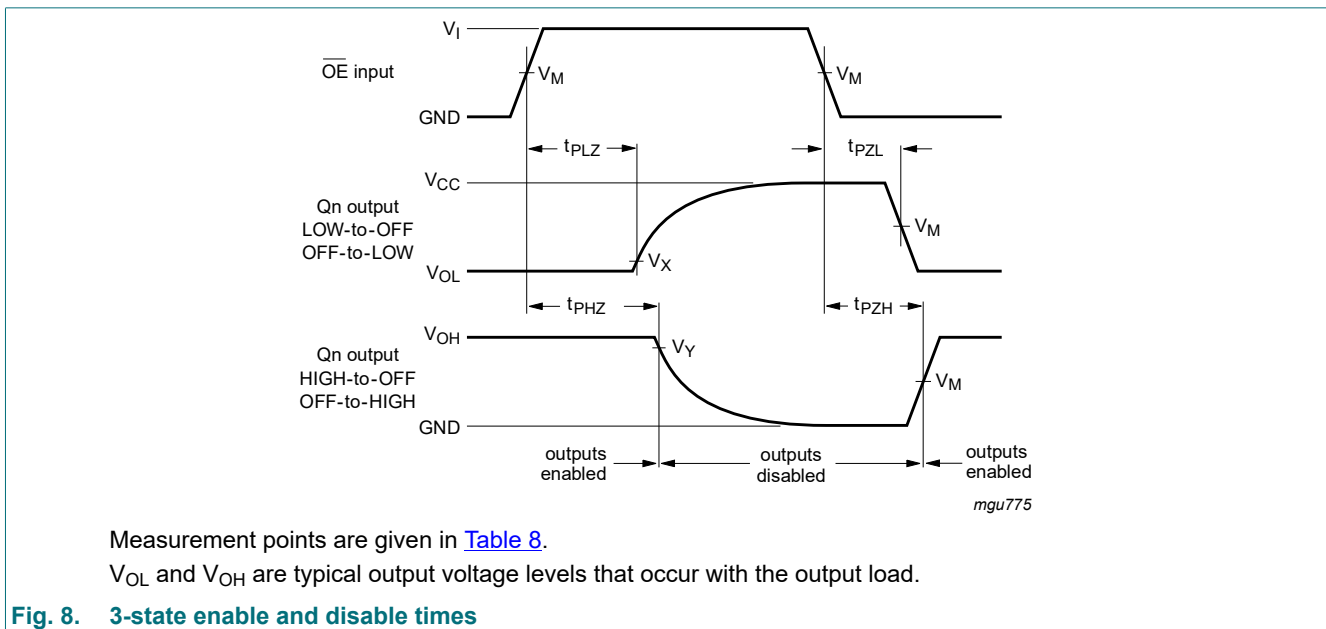 V_I
OE input
V_M
V_M
GND
t_PLZ
t_PZL
V_CC
Qn output
LOW-to-OFF
OFF-to-LOW
V_M
V_X
V_OL
t_PHZ
t_PZH
V_OH
V_Y
Qn output
HIGH-to-OFF
OFF-to-HIGH
V_M
GND
outputs
enabled
outputs
disabled
outputs
enabled
mgu775
Measurement points are given in Table 8.
V_OL and V_OH are typical output voltage levels that occur with the output load.
Fig. 8. 3-state enable and disable times